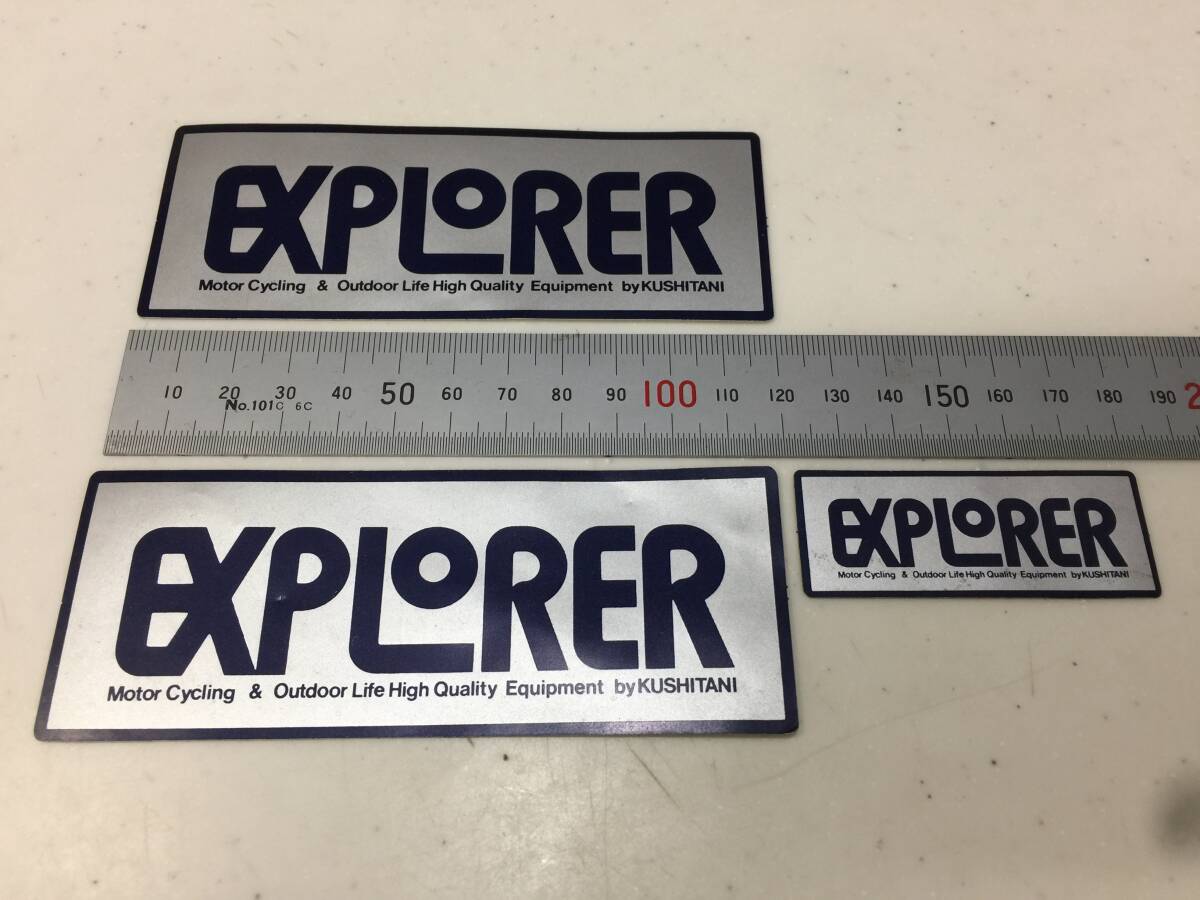 EXPLORER
Motor Cycling & Outdoor Life High Quality Equipment by KUSHITANI
10 20 30 40 50 60 70 80 90 100 110 120 130 140 150 160 170 180 190 2
No.101C 6C
EXPLORER
Motor Cycling & Outdoor Life High Quality Equipment by KUSHITANI
EXPLORER
Motor Cycling & Outdoor Life High Quality Equipment by KUSHITANI